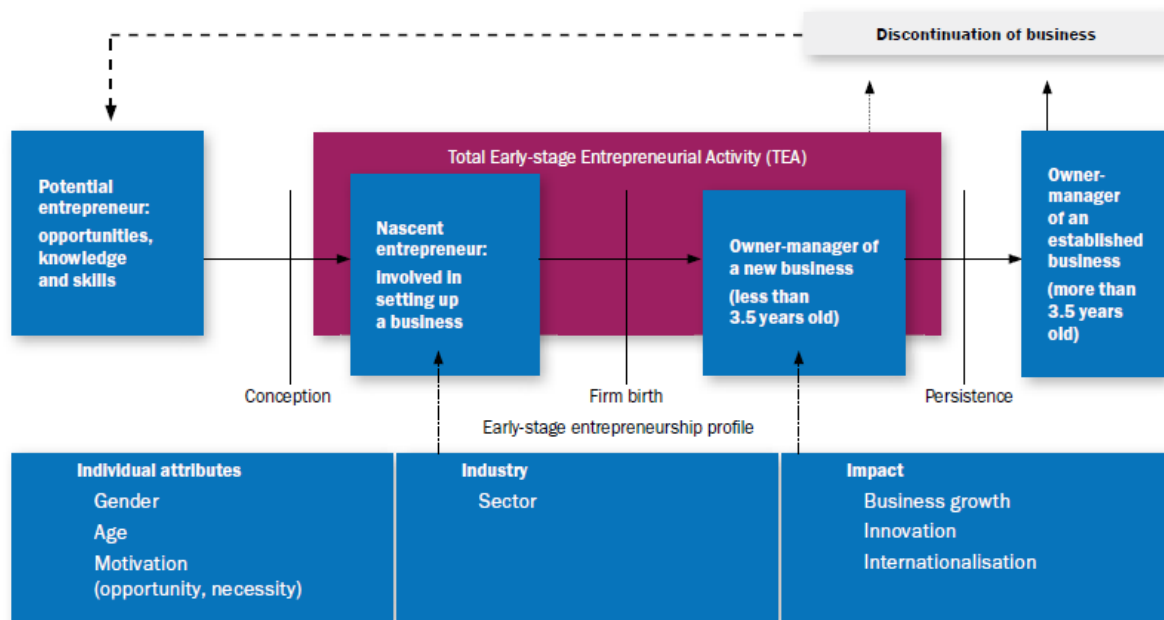 Discontinuation of business
Total Early-stage Entrepreneurial Activity (TEA)
Potential
entrepreneur:
opportunities,
knowledge
and skills
Nascent
entrepreneur:
Involved in
setting up
a business
Owner-manager of
a new business
(less than
3.5 years old)
Owner-
manager
of an
established
business
(more than
3.5 years
old)
Conception
Firm birth
Persistence
Early-stage entrepreneurship profile
Individual attributes
Gender
Age
Motivation
(opportunity, necessity)
Industry
Sector
Impact
Business growth
Innovation
Internationalisation